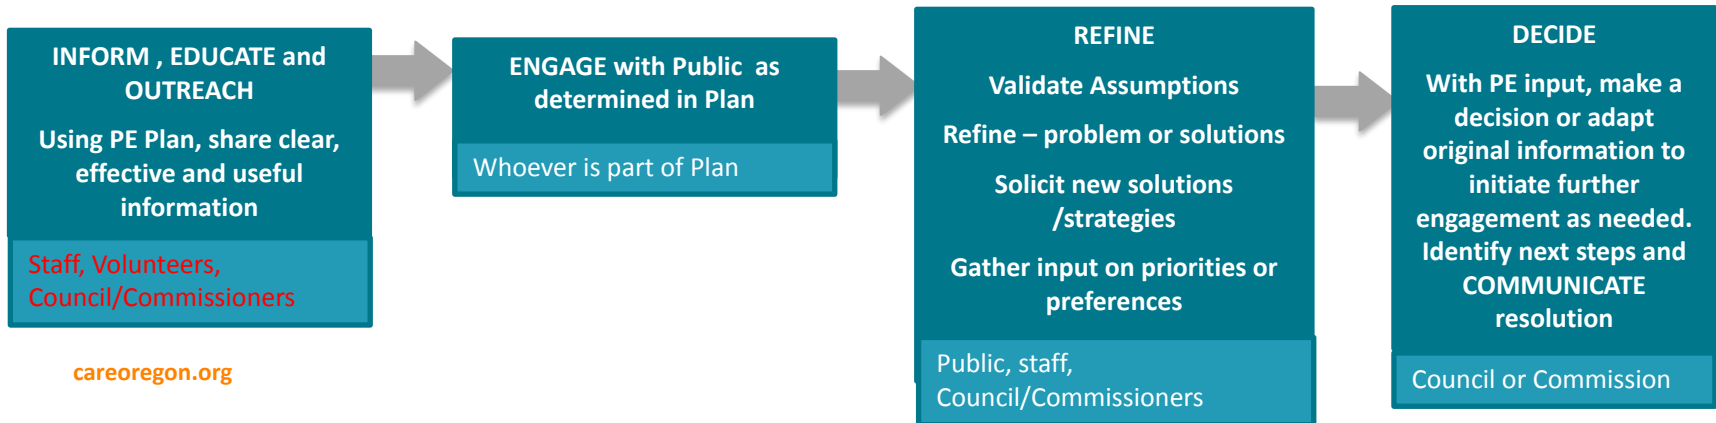 INFORM , EDUCATE and
OUTREACH
Using PE Plan, share clear,
effective and useful
information
Staff, Volunteers,
Council/Commissioners
careoregon.org
ENGAGE with Public as
determined in Plan
Whoever is part of Plan
REFINE
Validate Assumptions
Refine – problem or solutions
Solicit new solutions
/strategies
Gather input on priorities or
preferences
Public, staff,
Council/Commissioners
DECIDE
With PE input, make a
decision or adapt
original information to
initiate further
engagement as needed.
Identify next steps and
COMMUNICATE
resolution
Council or Commission